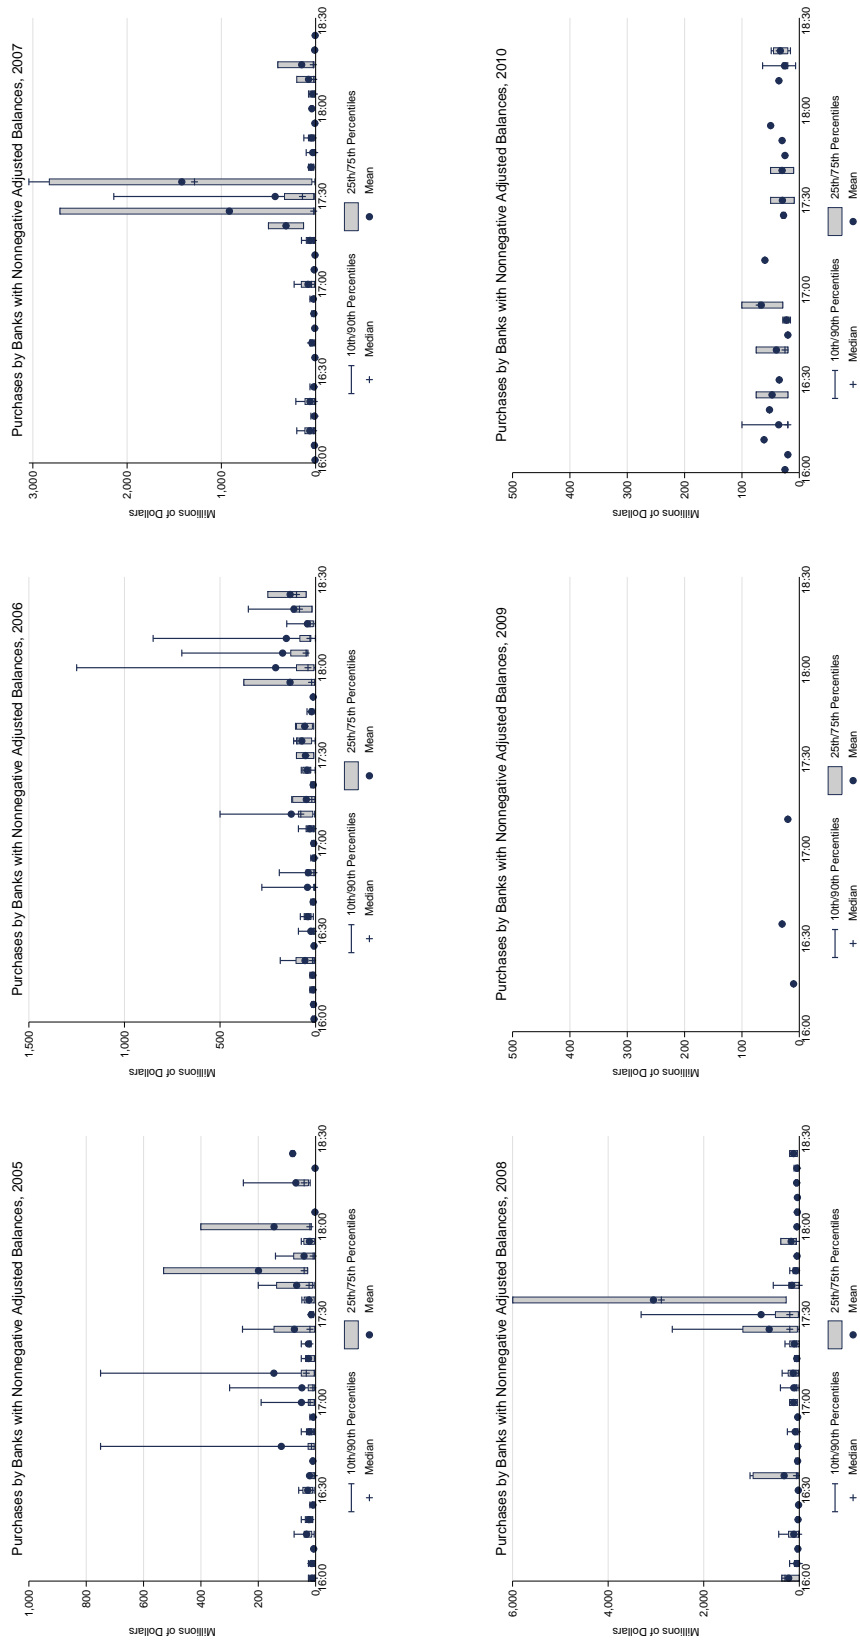 Purchases by Banks with Nonnegative Adjusted Balances, 2005
Millions of Dollars
1,000
800
600
400
200
0
16:00
16:30
17:00
17:30
18:00
18:30
10th/90th Percentiles
25th/75th Percentiles
Median
Mean
Purchases by Banks with Nonnegative Adjusted Balances, 2006
Millions of Dollars
1,500
1,000
500
0
16:00
16:30
17:00
17:30
18:00
18:30
10th/90th Percentiles
25th/75th Percentiles
Median
Mean
Purchases by Banks with Nonnegative Adjusted Balances, 2007
Millions of Dollars
3,000
2,000
1,000
0
16:00
16:30
17:00
17:30
18:00
18:30
10th/90th Percentiles
25th/75th Percentiles
Median
Mean
Purchases by Banks with Nonnegative Adjusted Balances, 2008
Millions of Dollars
6,000
4,000
2,000
0
16:00
16:30
17:00
17:30
18:00
18:30
10th/90th Percentiles
25th/75th Percentiles
Median
Mean
Purchases by Banks with Nonnegative Adjusted Balances, 2009
Millions of Dollars
500
400
300
200
100
0
16:00
16:30
17:00
17:30
18:00
18:30
10th/90th Percentiles
25th/75th Percentiles
Median
Mean
Purchases by Banks with Nonnegative Adjusted Balances, 2010
Millions of Dollars
500
400
300
200
100
0
16:00
16:30
17:00
17:30
18:00
18:30
10th/90th Percentiles
25th/75th Percentiles
Median
Mean